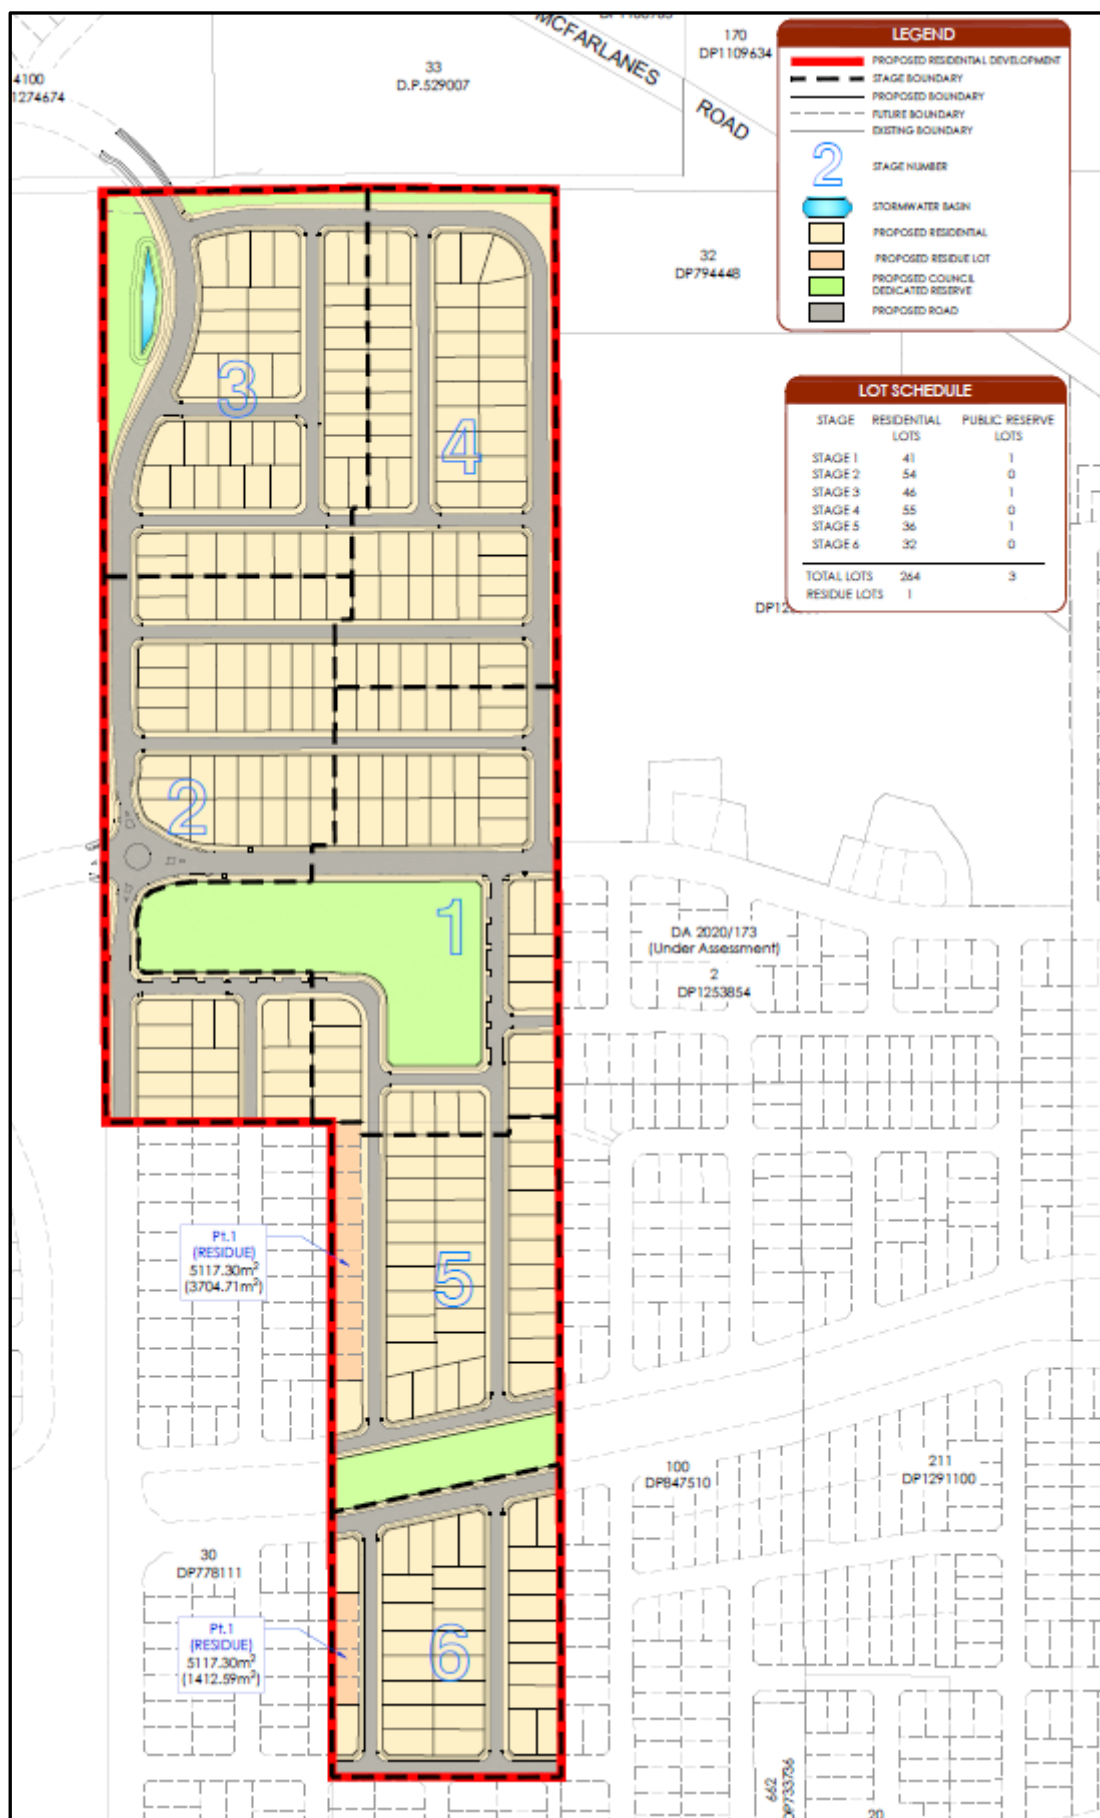 MCFARLANES
ROAD
170
DP1109634
33
D.P.529007
4100
1274674
32
DP794448
LEGEND
PROPOSED RESIDENTIAL DEVELOPMENT
STAGE BOUNDARY
PROPOSED BOUNDARY
FUTURE BOUNDARY
EXISTING BOUNDARY
2
STAGE NUMBER
STORMWATER BASIN
PROPOSED RESIDENTIAL
PROPOSED RESIDUE LOT
PROPOSED COUNCIL
DEDICATED RESERVE
PROPOSED ROAD
LOT SCHEDULE
STAGE RESIDENTIAL PUBLIC RESERVE
LOTS LOTS
STAGE 1 41 1
STAGE 2 54 0
STAGE 3 46 1
STAGE 4 55 0
STAGE 5 36 1
STAGE 6 32 0
TOTAL LOTS 264 3
RESIDUE LOTS 1
3
4
2
1
DA 2020/173
(Under Assessment)
2
DP1253854
Pt.1
(RESIDUE)
5117.30m²
(3704.71m²)
5
100
DP847510
211
DP1291100
30
DP778111
Pt.1
(RESIDUE)
5117.30m²
(1412.59m²)
6
662
DP733736
20